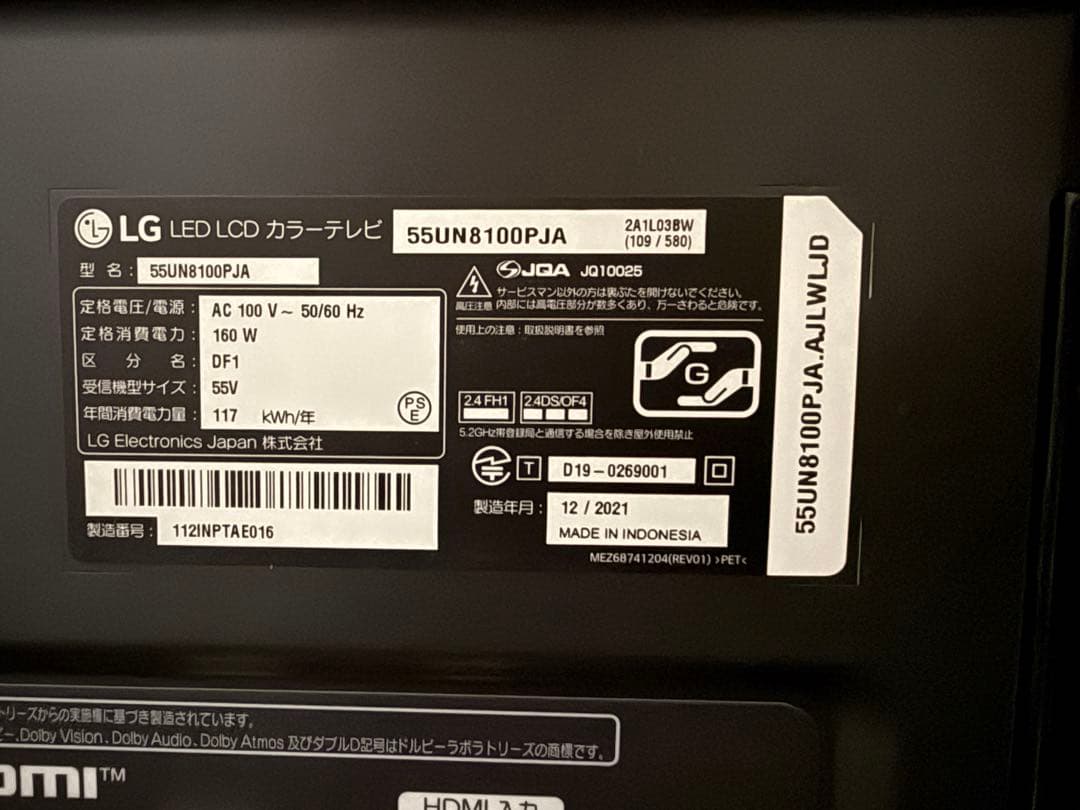 LG LED LCD カラーテレビ 55UN8100PJA 2A1L03BW
(109 / 580)
型 名 : 55UN8100PJA
定格電圧/電源 : AC 100 V ~ 50/60 Hz
定格消費電力 : 160 W
区 分 名 : DF1
受信機型サイズ : 55V
年間消費電力量 : 117 kWh/年
PS
E
LG Electronics Japan 株式会社
製造番号 : 112INPTAE016
JQA JQ10025
サービスマン以外の方は裏ぶたを開けないでください。
高圧注意 内部には高電圧部分が数多くあり、万一さわると危険です。
使用上の注意 : 取扱説明書を参照
G
2.4 FH1 2.4DS/OF4
5.2GHz帯登録局と通信する場合を除き屋外使用禁止
T D19-0269001
製造年月 : 12 / 2021
MADE IN INDONESIA
MEZ68741204(REV01) >PET<
55UN8100PJA.AJLWLJD
トリーズからの実施権に基づき製造されています。
ビー、Dolby Vision、Dolby Audio、Dolby Atmos 及びダブルD記号はドルビーラボラトリーズの商標です。
omi™
HDMI 入力